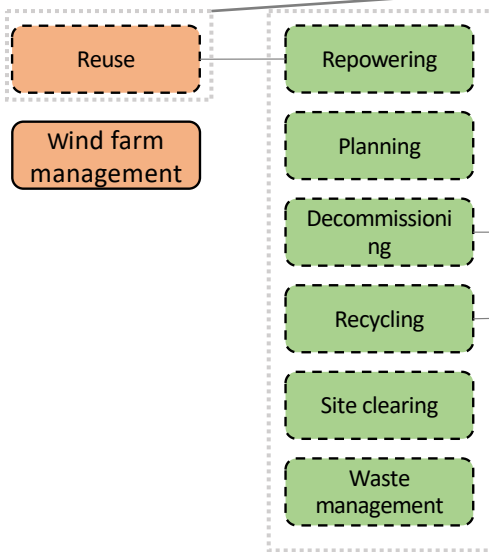 Reuse
Wind farm
management
Repowering
Planning
Decommissioni
ng
Recycling
Site clearing
Waste
management